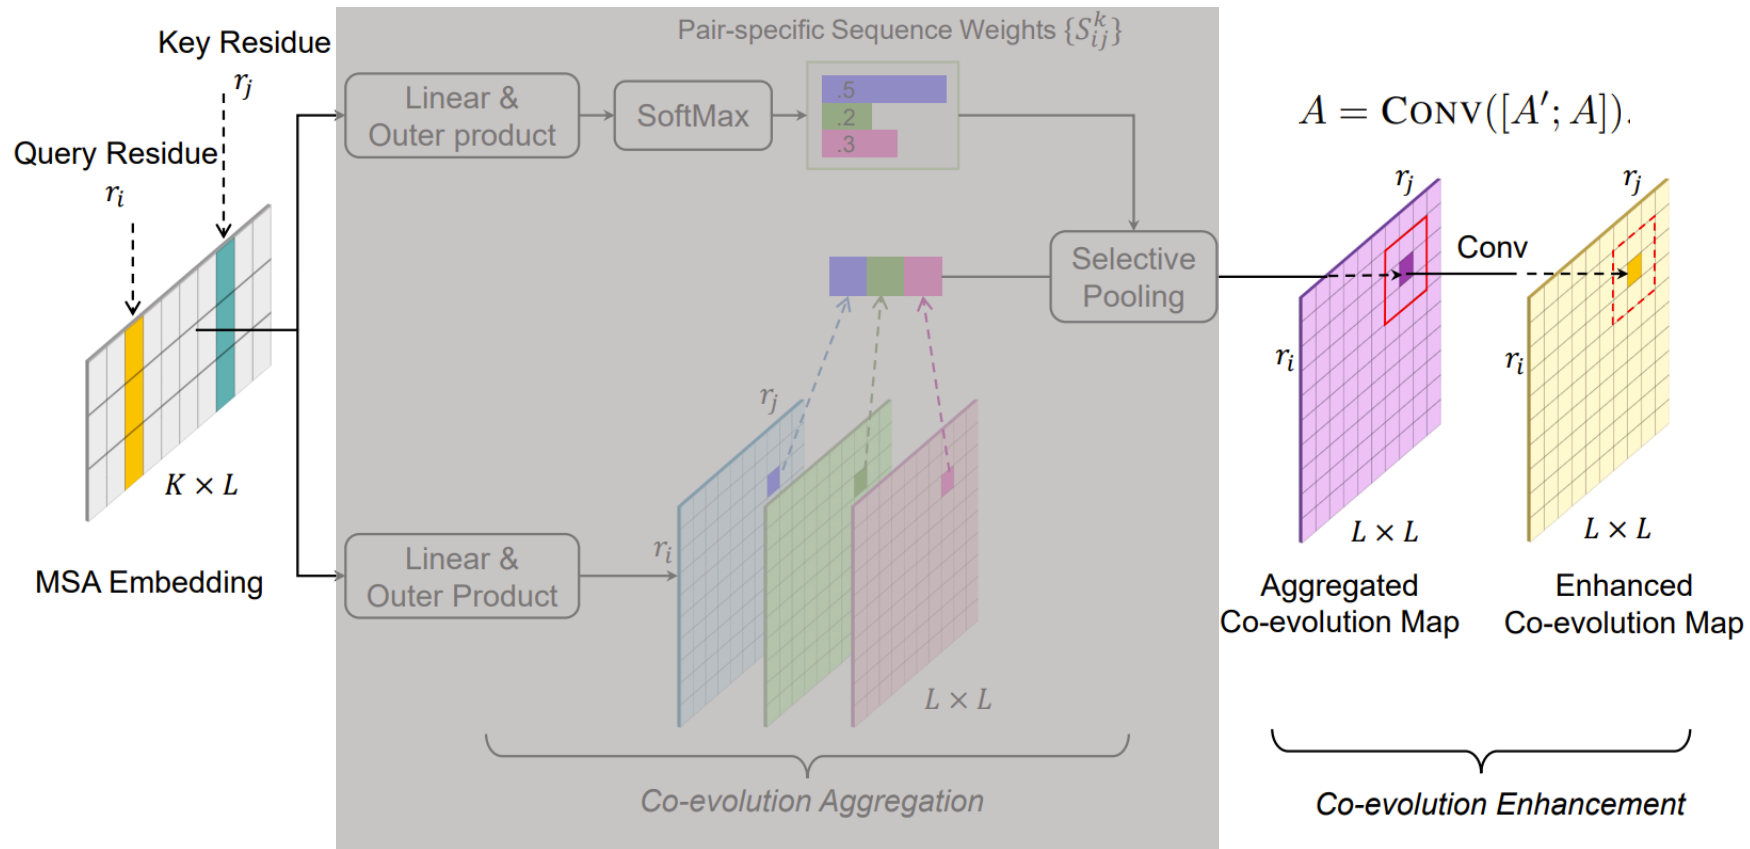 Pair-specific Sequence Weights {S_{ij}^k}
Key Residue
r_j
Query Residue
r_i
Linear &
Outer product
SoftMax
.5
.2
.3
A = CONV([A′; A]).
Selective
Pooling
r_j
Conv
r_j
r_i
r_i
K × L
MSA Embedding
r_j
r_i
Linear &
Outer Product
L × L
L × L
L × L
Aggregated
Co-evolution Map
Enhanced
Co-evolution Map
Co-evolution Aggregation
Co-evolution Enhancement